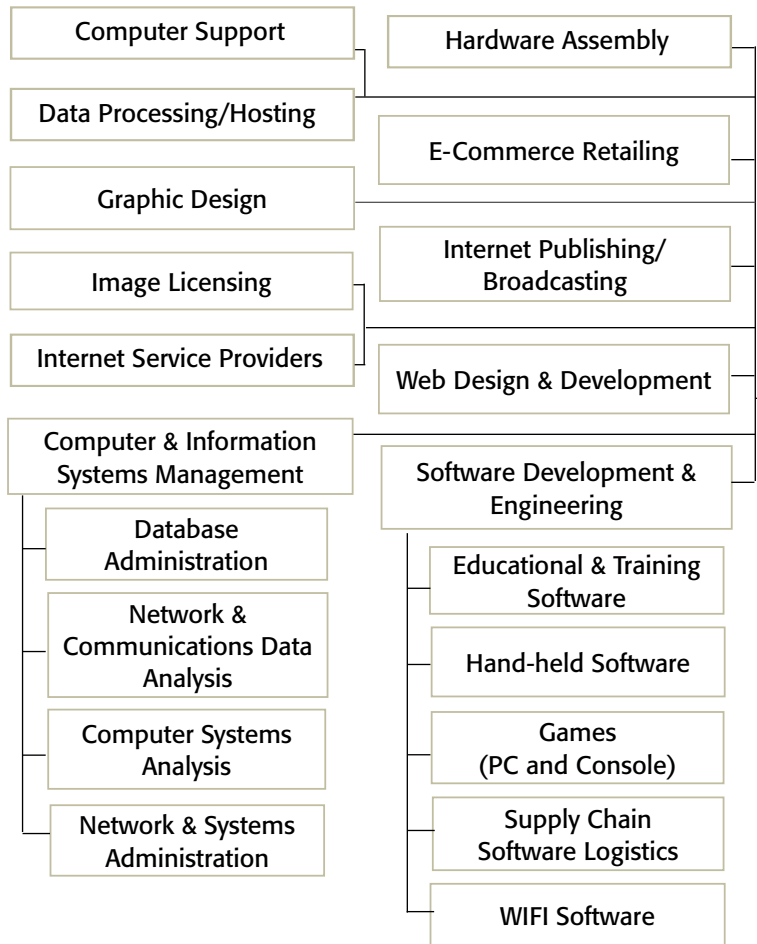 Computer Support
Hardware Assembly
Data Processing/Hosting
E-Commerce Retailing
Graphic Design
Internet Publishing/
Broadcasting
Image Licensing
Internet Service Providers
Web Design & Development
Computer & Information
Systems Management
Database
Administration
Network &
Communications Data
Analysis
Computer Systems
Analysis
Network & Systems
Administration
Software Development &
Engineering
Educational & Training
Software
Hand-held Software
Games
(PC and Console)
Supply Chain
Software Logistics
WIFI Software